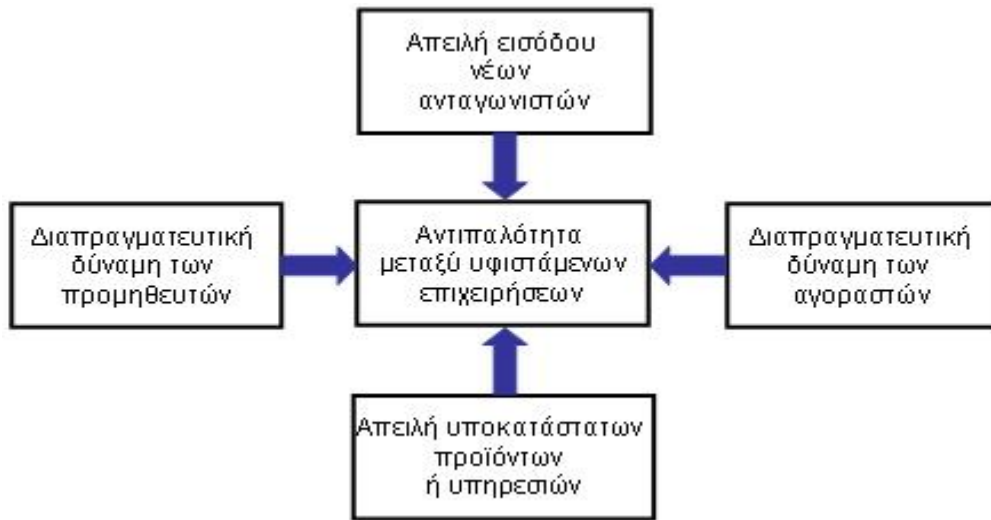 Απειλή εισόδου
νέων
ανταγωνιστών
Διαπραγματευτική
δύναμη των
προμηθευτών
Αντιπαλότητα
μεταξύ υφιστάμενων
επιχειρήσεων
Διαπραγματευτική
δύναμη των
αγοραστών
Απειλή υποκατάστατων
προϊόντων
ή υπηρεσιών